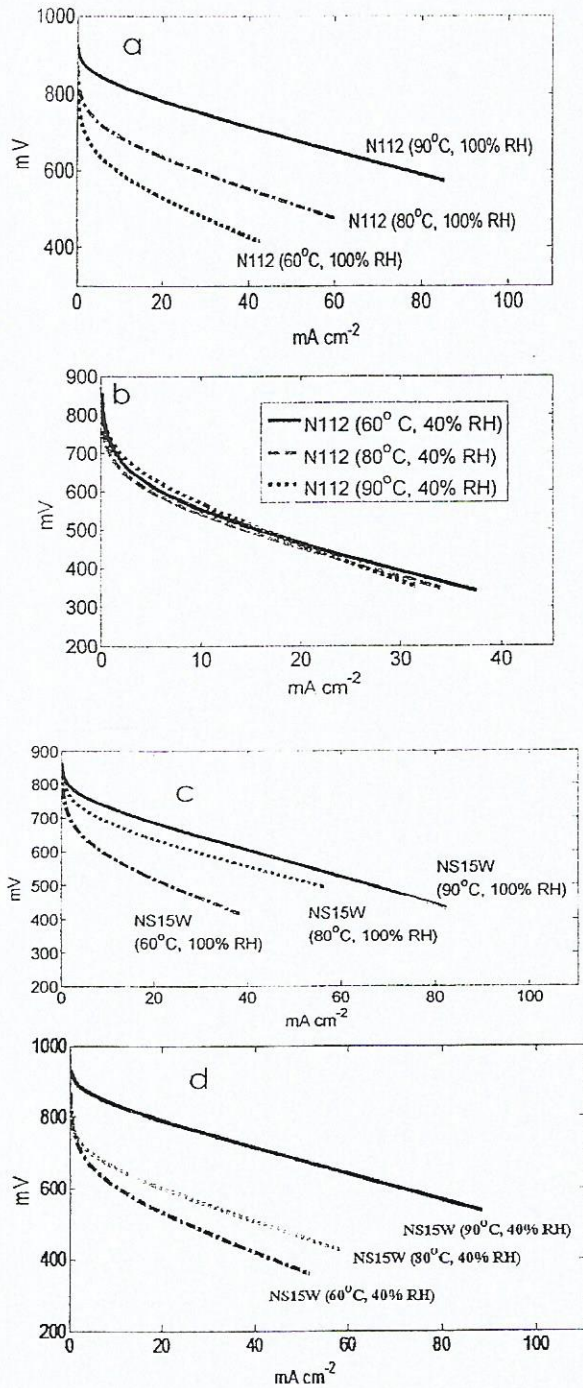 a
1000
800
600
400
mV
N112 (90°C, 100% RH)
N112 (80°C, 100% RH)
N112 (60°C, 100% RH)
0 20 40 60 80 100
mA cm-2
b
900
800
700
600
500
400
300
200
mV
N112 (60° C, 40% RH)
N112 (80°C, 40% RH)
N112 (90°C, 40% RH)
0 10 20 30 40
mA cm-2
c
900
800
700
600
500
400
300
200
mV
NS15W
(90°C, 100% RH)
NS15W
(80°C, 100% RH)
NS15W
(60°C, 100% RH)
0 20 40 60 80 100
mA cm-2
d
1000
800
600
400
200
mV
NS15W (90°C, 40% RH)
NS15W (80°C, 40% RH)
NS15W (60°C, 40% RH)
0 20 40 60 80 100
mA cm-2